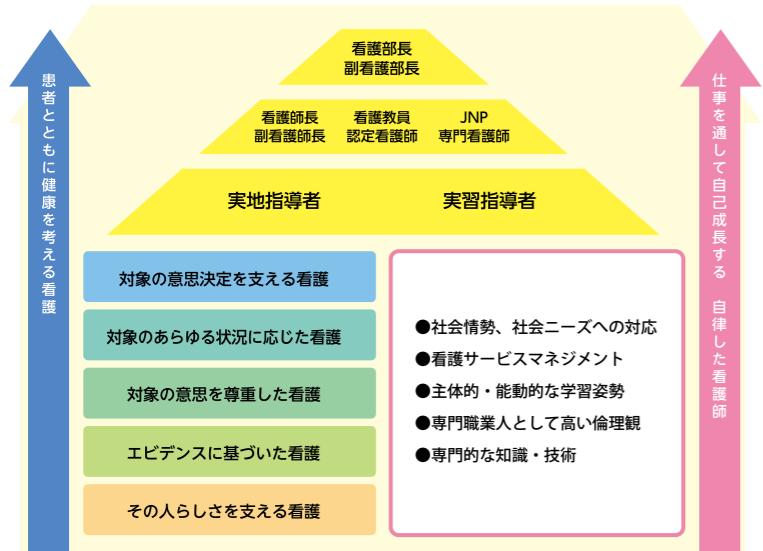 看護部長
副看護部長
看護師長 看護教員 JNP
副看護師長 認定看護師 専門看護師
実地指導者 実習指導者
患者とともに健康を考える看護
対象の意思決定を支える看護
対象のあらゆる状況に応じた看護
対象の意思を尊重した看護
エビデンスに基づいた看護
その人らしさを支える看護
●社会情勢、社会ニーズへの対応
●看護サービスマネジメント
●主体的・能動的な学習姿勢
●専門職業人として高い倫理観
●専門的な知識・技術
仕事を通して自己成長する 自律した看護師